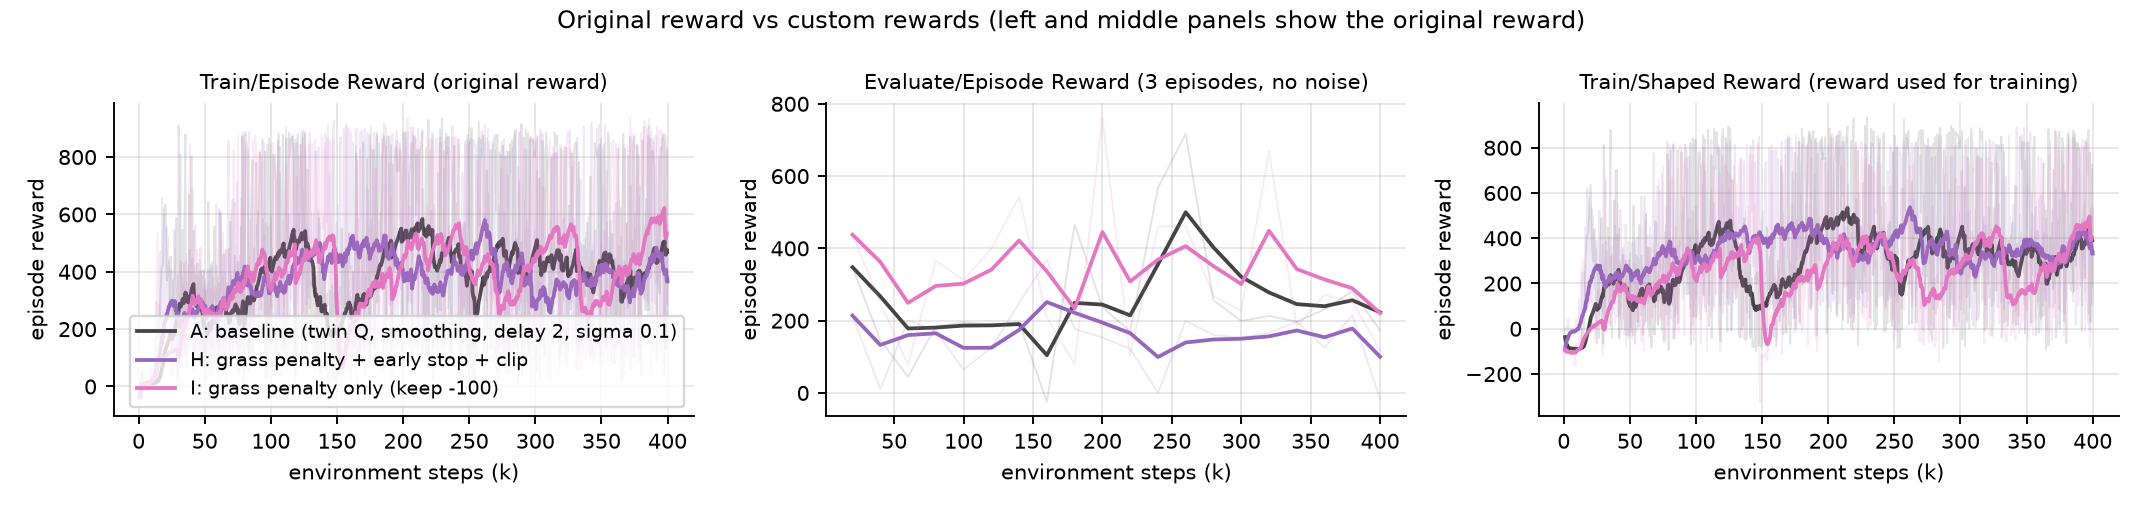 Original reward vs custom rewards (left and middle panels show the original reward)
Train/Episode Reward (original reward)
episode reward
800
600
400
200
0
A: baseline (twin Q, smoothing, delay 2, sigma 0.1)
H: grass penalty + early stop + clip
I: grass penalty only (keep -100)
0 50 100 150 200 250 300 350 400
environment steps (k)
Evaluate/Episode Reward (3 episodes, no noise)
episode reward
800
600
400
200
0
50 100 150 200 250 300 350 400
environment steps (k)
Train/Shaped Reward (reward used for training)
episode reward
800
600
400
200
0
−200
0 50 100 150 200 250 300 350 400
environment steps (k)